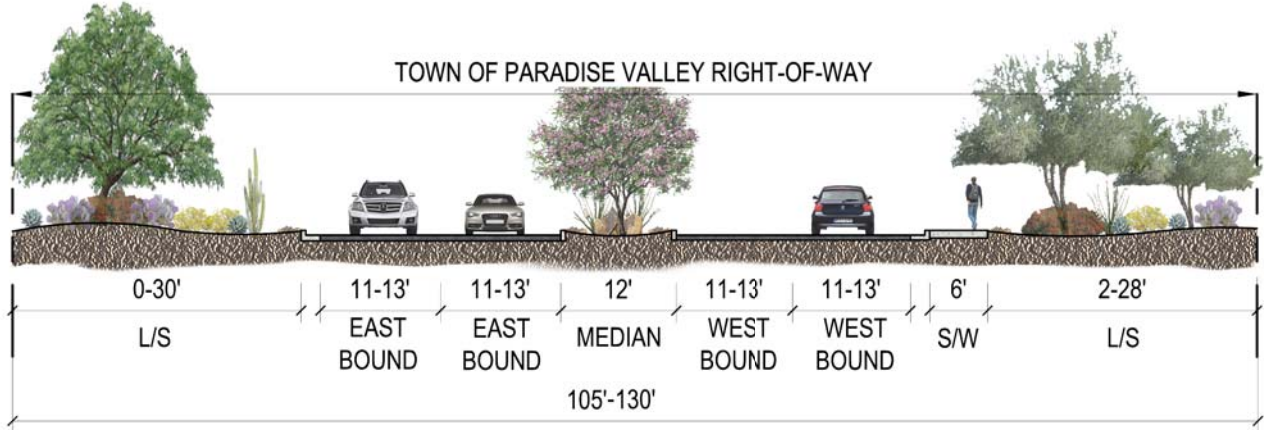 TOWN OF PARADISE VALLEY RIGHT-OF-WAY
0-30' 11-13' 11-13' 12' 11-13' 11-13' 6' 2-28'
L/S EAST BOUND EAST BOUND MEDIAN WEST BOUND WEST BOUND S/W L/S
105'-130'